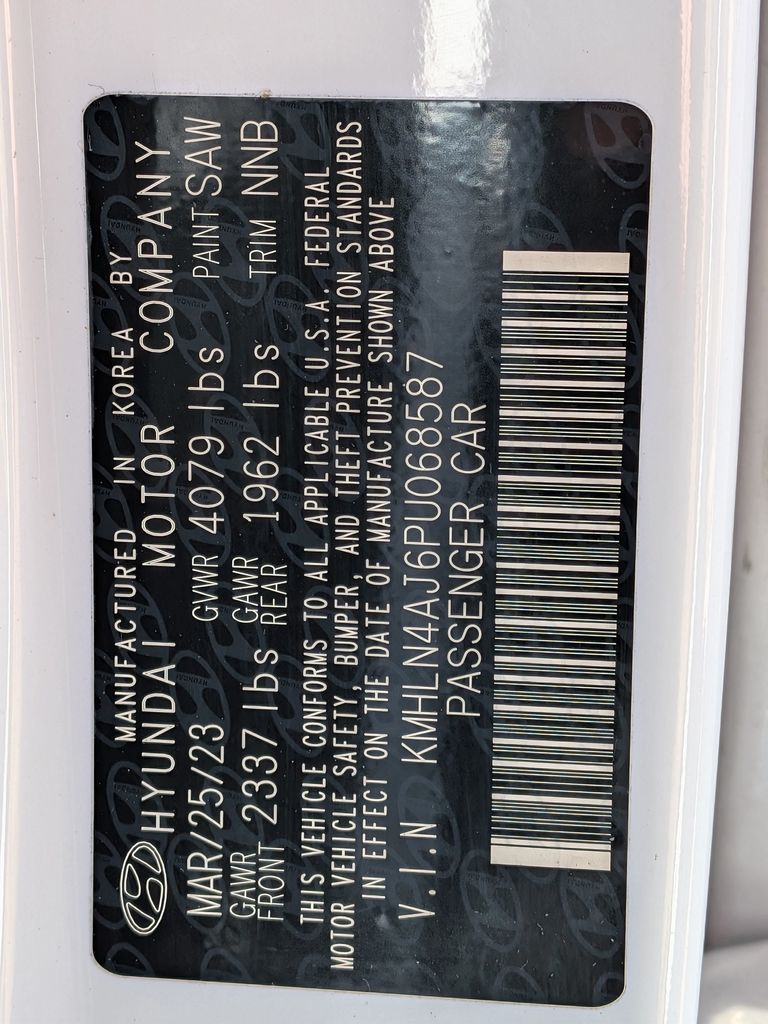 MANUFACTURED IN KOREA BY
HYUNDAI MOTOR COMPANY
MAR/25/23 GVWR 4079 lbs PAINT SAW
GAWR FRONT 2337 lbs GAWR REAR 1962 lbs TRIM NNB
THIS VEHICLE CONFORMS TO ALL APPLICABLE U.S.A. FEDERAL
MOTOR VEHICLE SAFETY, BUMPER, AND THEFT PREVENTION STANDARDS
IN EFFECT ON THE DATE OF MANUFACTURE SHOWN ABOVE
V.I.N KMHLN4AJ6PU068587
PASSENGER CAR